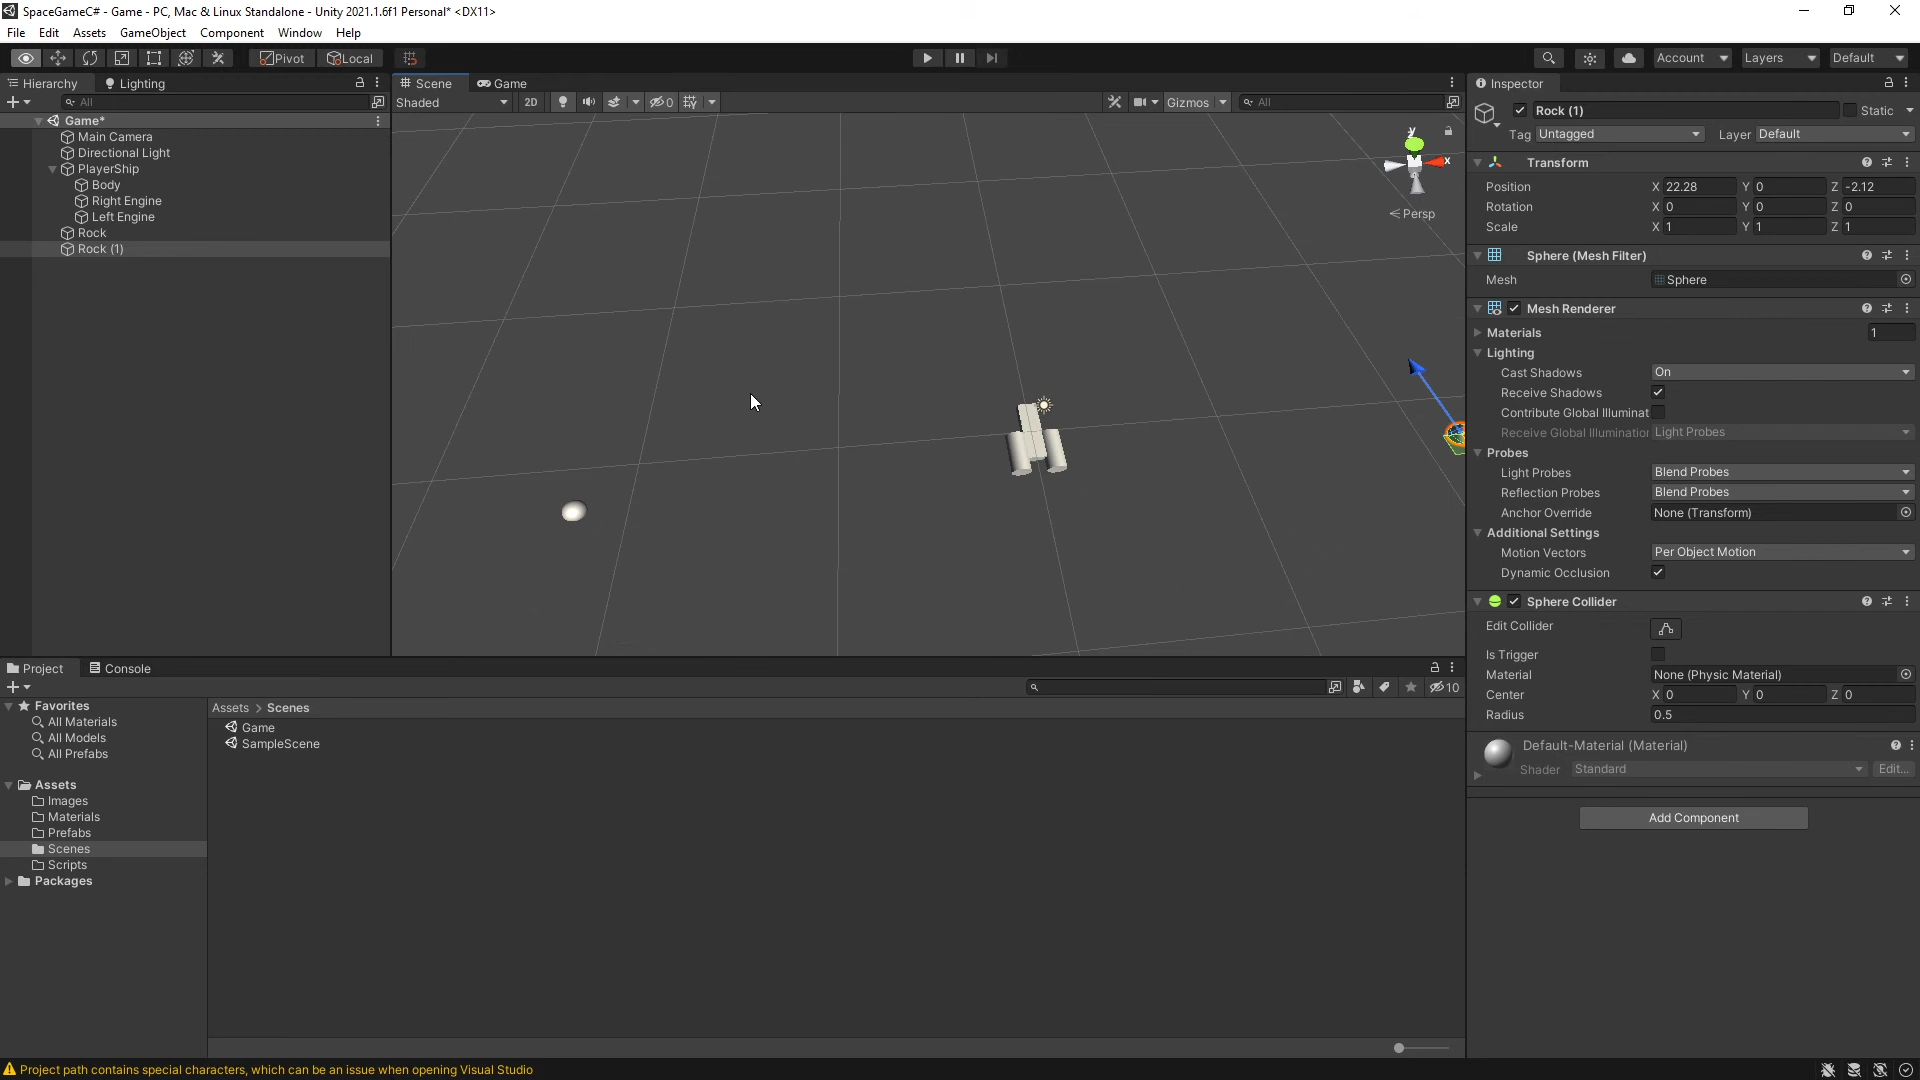 SpaceGameC# - Game - PC, Mac & Linux Standalone - Unity 2021.1.6f1 Personal* <DX11>
File Edit Assets GameObject Component Window Help
Pivot Local Account Layers Default
Hierarchy Lighting
All
Game*
Main Camera
Directional Light
PlayerShip
Body
Right Engine
Left Engine
Rock
Rock (1)
Scene Game
Shaded 2D 0 Gizmos All
y
x
Persp
Inspector
Rock (1) Static
Tag Untagged Layer Default
Transform
Position X 22.28 Y 0 Z -2.12
Rotation X 0 Y 0 Z 0
Scale X 1 Y 1 Z 1
Sphere (Mesh Filter)
Mesh Sphere
Mesh Renderer
Materials 1
Lighting
Cast Shadows On
Receive Shadows
Contribute Global Illuminat
Receive Global Illumination Light Probes
Probes
Light Probes Blend Probes
Reflection Probes Blend Probes
Anchor Override None (Transform)
Additional Settings
Motion Vectors Per Object Motion
Dynamic Occlusion
Sphere Collider
Edit Collider
Is Trigger
Material None (Physic Material)
Center X 0 Y 0 Z 0
Radius 0.5
Default-Material (Material)
Shader Standard Edit...
Add Component
Project Console
10
Favorites
All Materials
All Models
All Prefabs
Assets
Images
Materials
Prefabs
Scenes
Scripts
Packages
Assets > Scenes
Game
SampleScene
Project path contains special characters, which can be an issue when opening Visual Studio